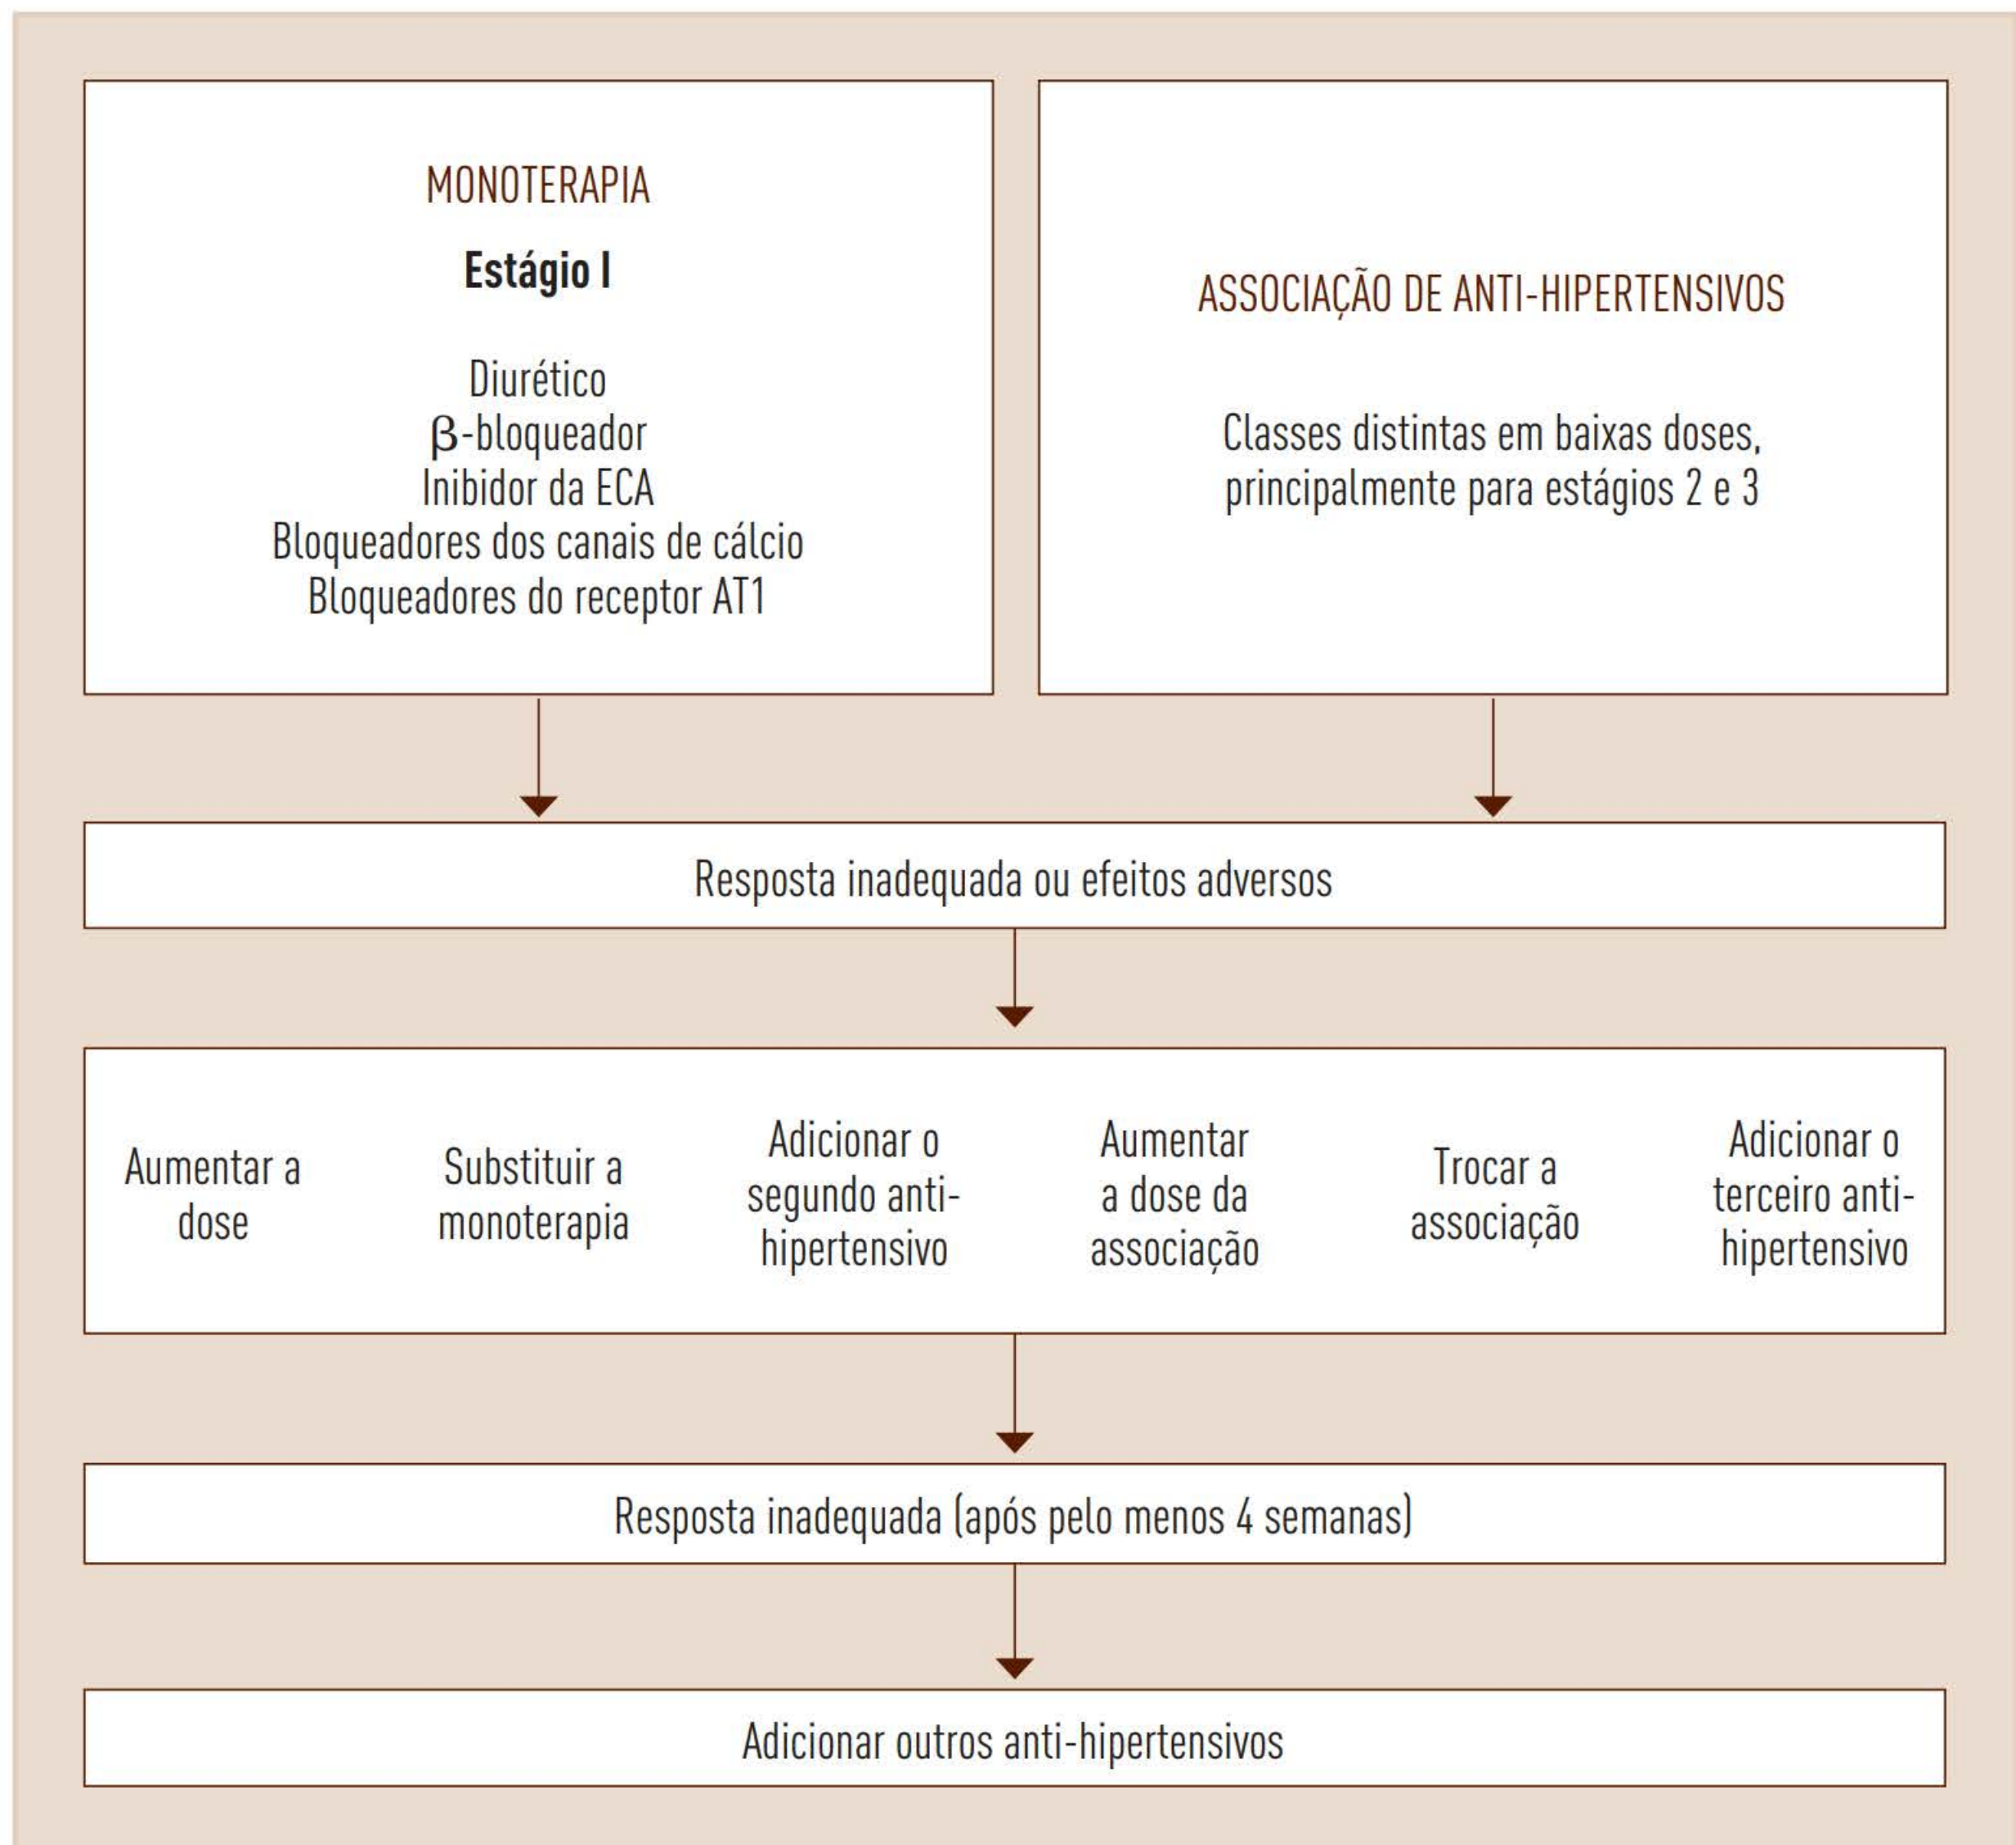 MONOTERAPIA
Estágio I
Diurético
β-bloqueador
Inibidor da ECA
Bloqueadores dos canais de cálcio
Bloqueadores do receptor AT1
ASSOCIAÇÃO DE ANTI-HIPERTENSIVOS
Classes distintas em baixas doses,
principalmente para estágios 2 e 3
Resposta inadequada ou efeitos adversos
Aumentar a
dose
Substituir a
monoterapia
Adicionar o
segundo anti-
hipertensivo
Aumentar
a dose da
associação
Trocar a
associação
Adicionar o
terceiro anti-
hipertensivo
Resposta inadequada (após pelo menos 4 semanas)
Adicionar outros anti-hipertensivos